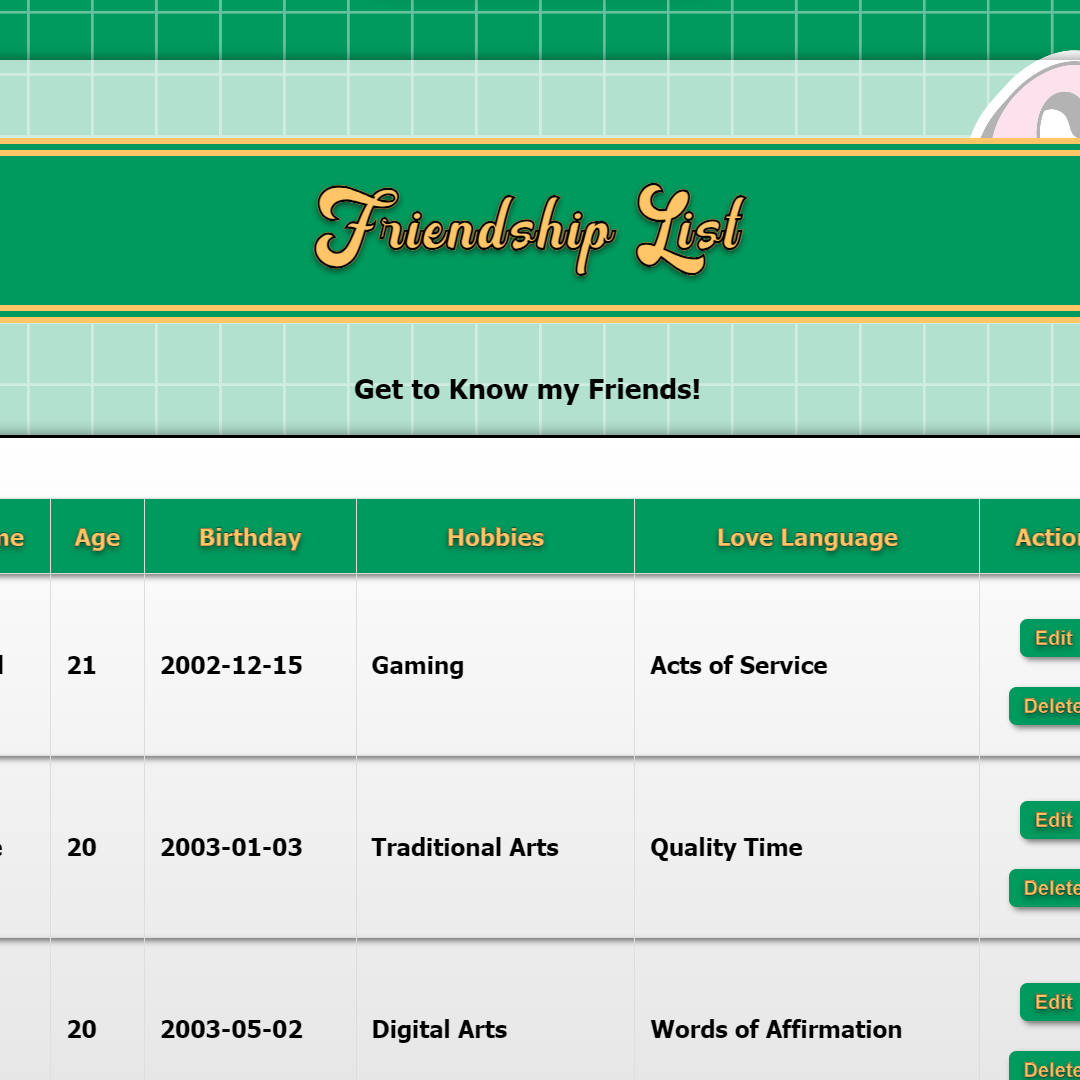 Friendship List
Get to Know my Friends!
Age Birthday Hobbies Love Language
21 2002-12-15 Gaming Acts of Service
Edit
Delete
20 2003-01-03 Traditional Arts Quality Time
Edit
Delete
20 2003-05-02 Digital Arts Words of Affirmation
Edit
Delete